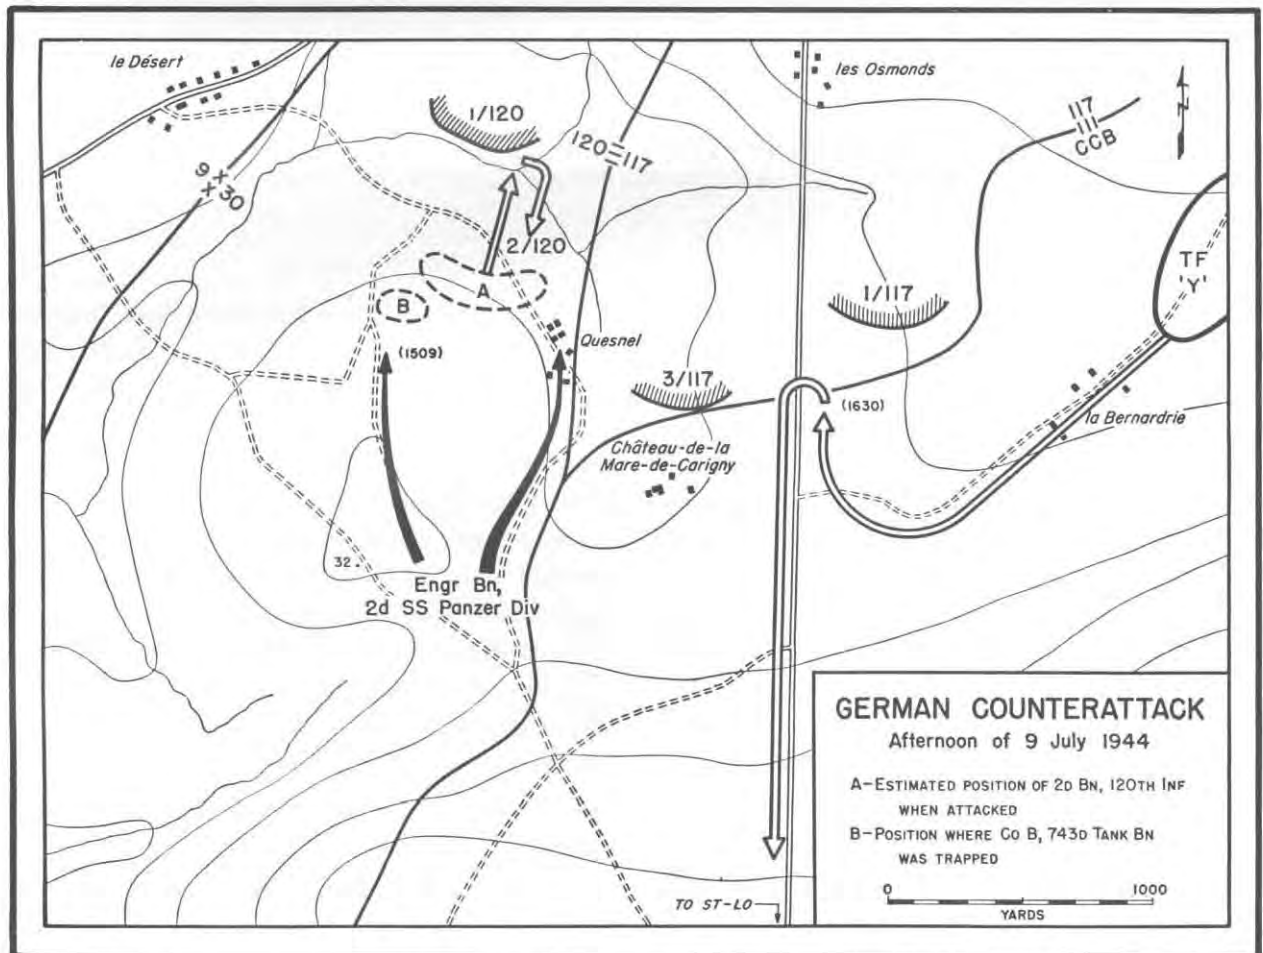 le Désert
1/120
les Osmonds
120 117
117
III
CCB
N
9 X 30
X
2/120
A
B
TF
'Y'
1/117
(1509)
Quesnel
3/117
(1630)
la Bernardrie
Château-de-la
Mare-de-Carigny
32.
Engr Bn,
2d SS Panzer Div
GERMAN COUNTERATTACK
Afternoon of 9 July 1944
A–ESTIMATED POSITION OF 2D BN, 120TH INF
WHEN ATTACKED
B–POSITION WHERE CO B, 743D TANK BN
WAS TRAPPED
0 1000
YARDS
TO ST-LO